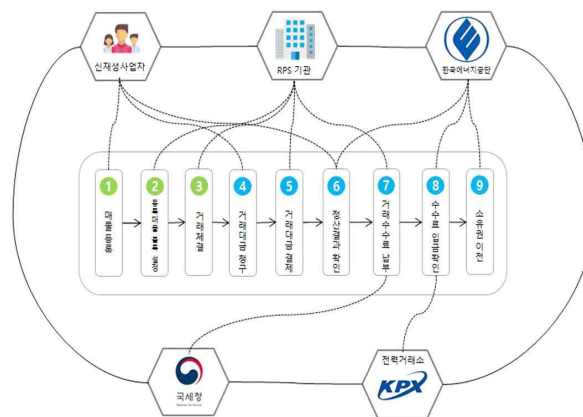 신재생사업자
RPS 기관
한국에너지공단
1
매물등록
2
설정
3
거래체결
4
거래대금 청구
5
거래대금 결제
6
정산결과 확인
7
거래수수료 납부
8
수수료 입금확인
9
소유권 이전
국세청
전력거래소
KPX